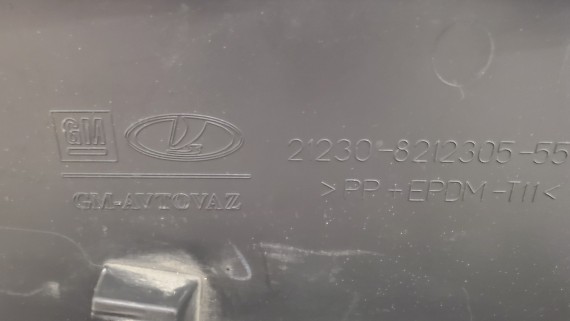 GM
21230-8212305-55
>PP+EPDM-T11<
GM-AVTOVAZ